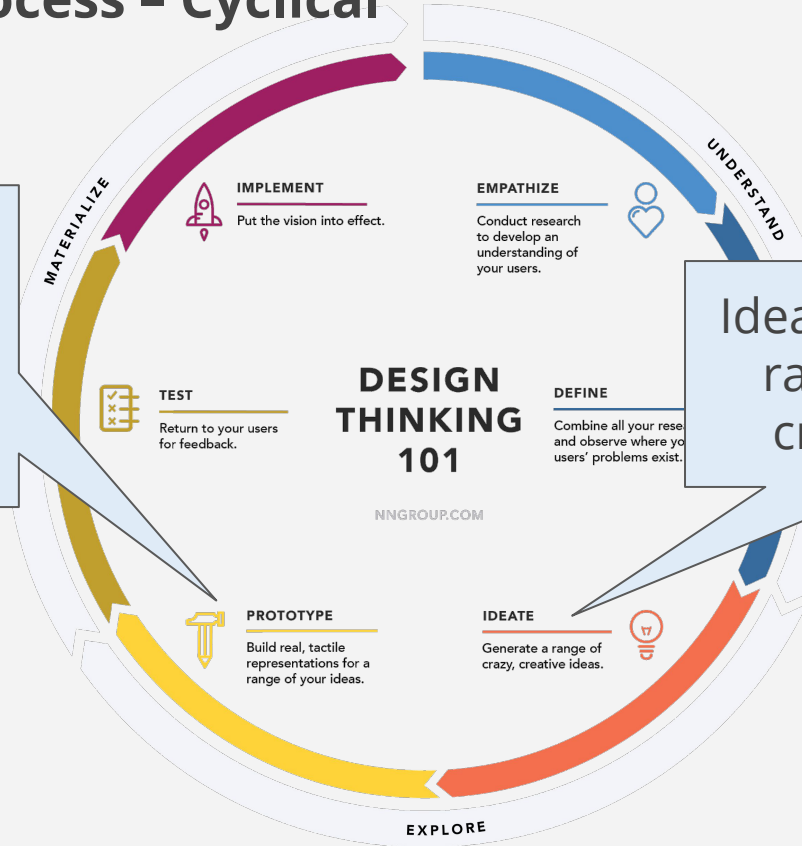 ocess – Cyclical
UNDERSTAND
MATERIALIZE
IMPLEMENT
Put the vision into effect.
EMPATHIZE
Conduct research
to develop an
understanding of
your users.
Idea
ra
cr
TEST
Return to your users
for feedback.
DESIGN
THINKING
101
NNGROUP.COM
DEFINE
Combine all your resea
and observe where yo
users’ problems exist.
PROTOTYPE
Build real, tactile
representations for a
range of your ideas.
IDEATE
Generate a range of
crazy, creative ideas.
EXPLORE